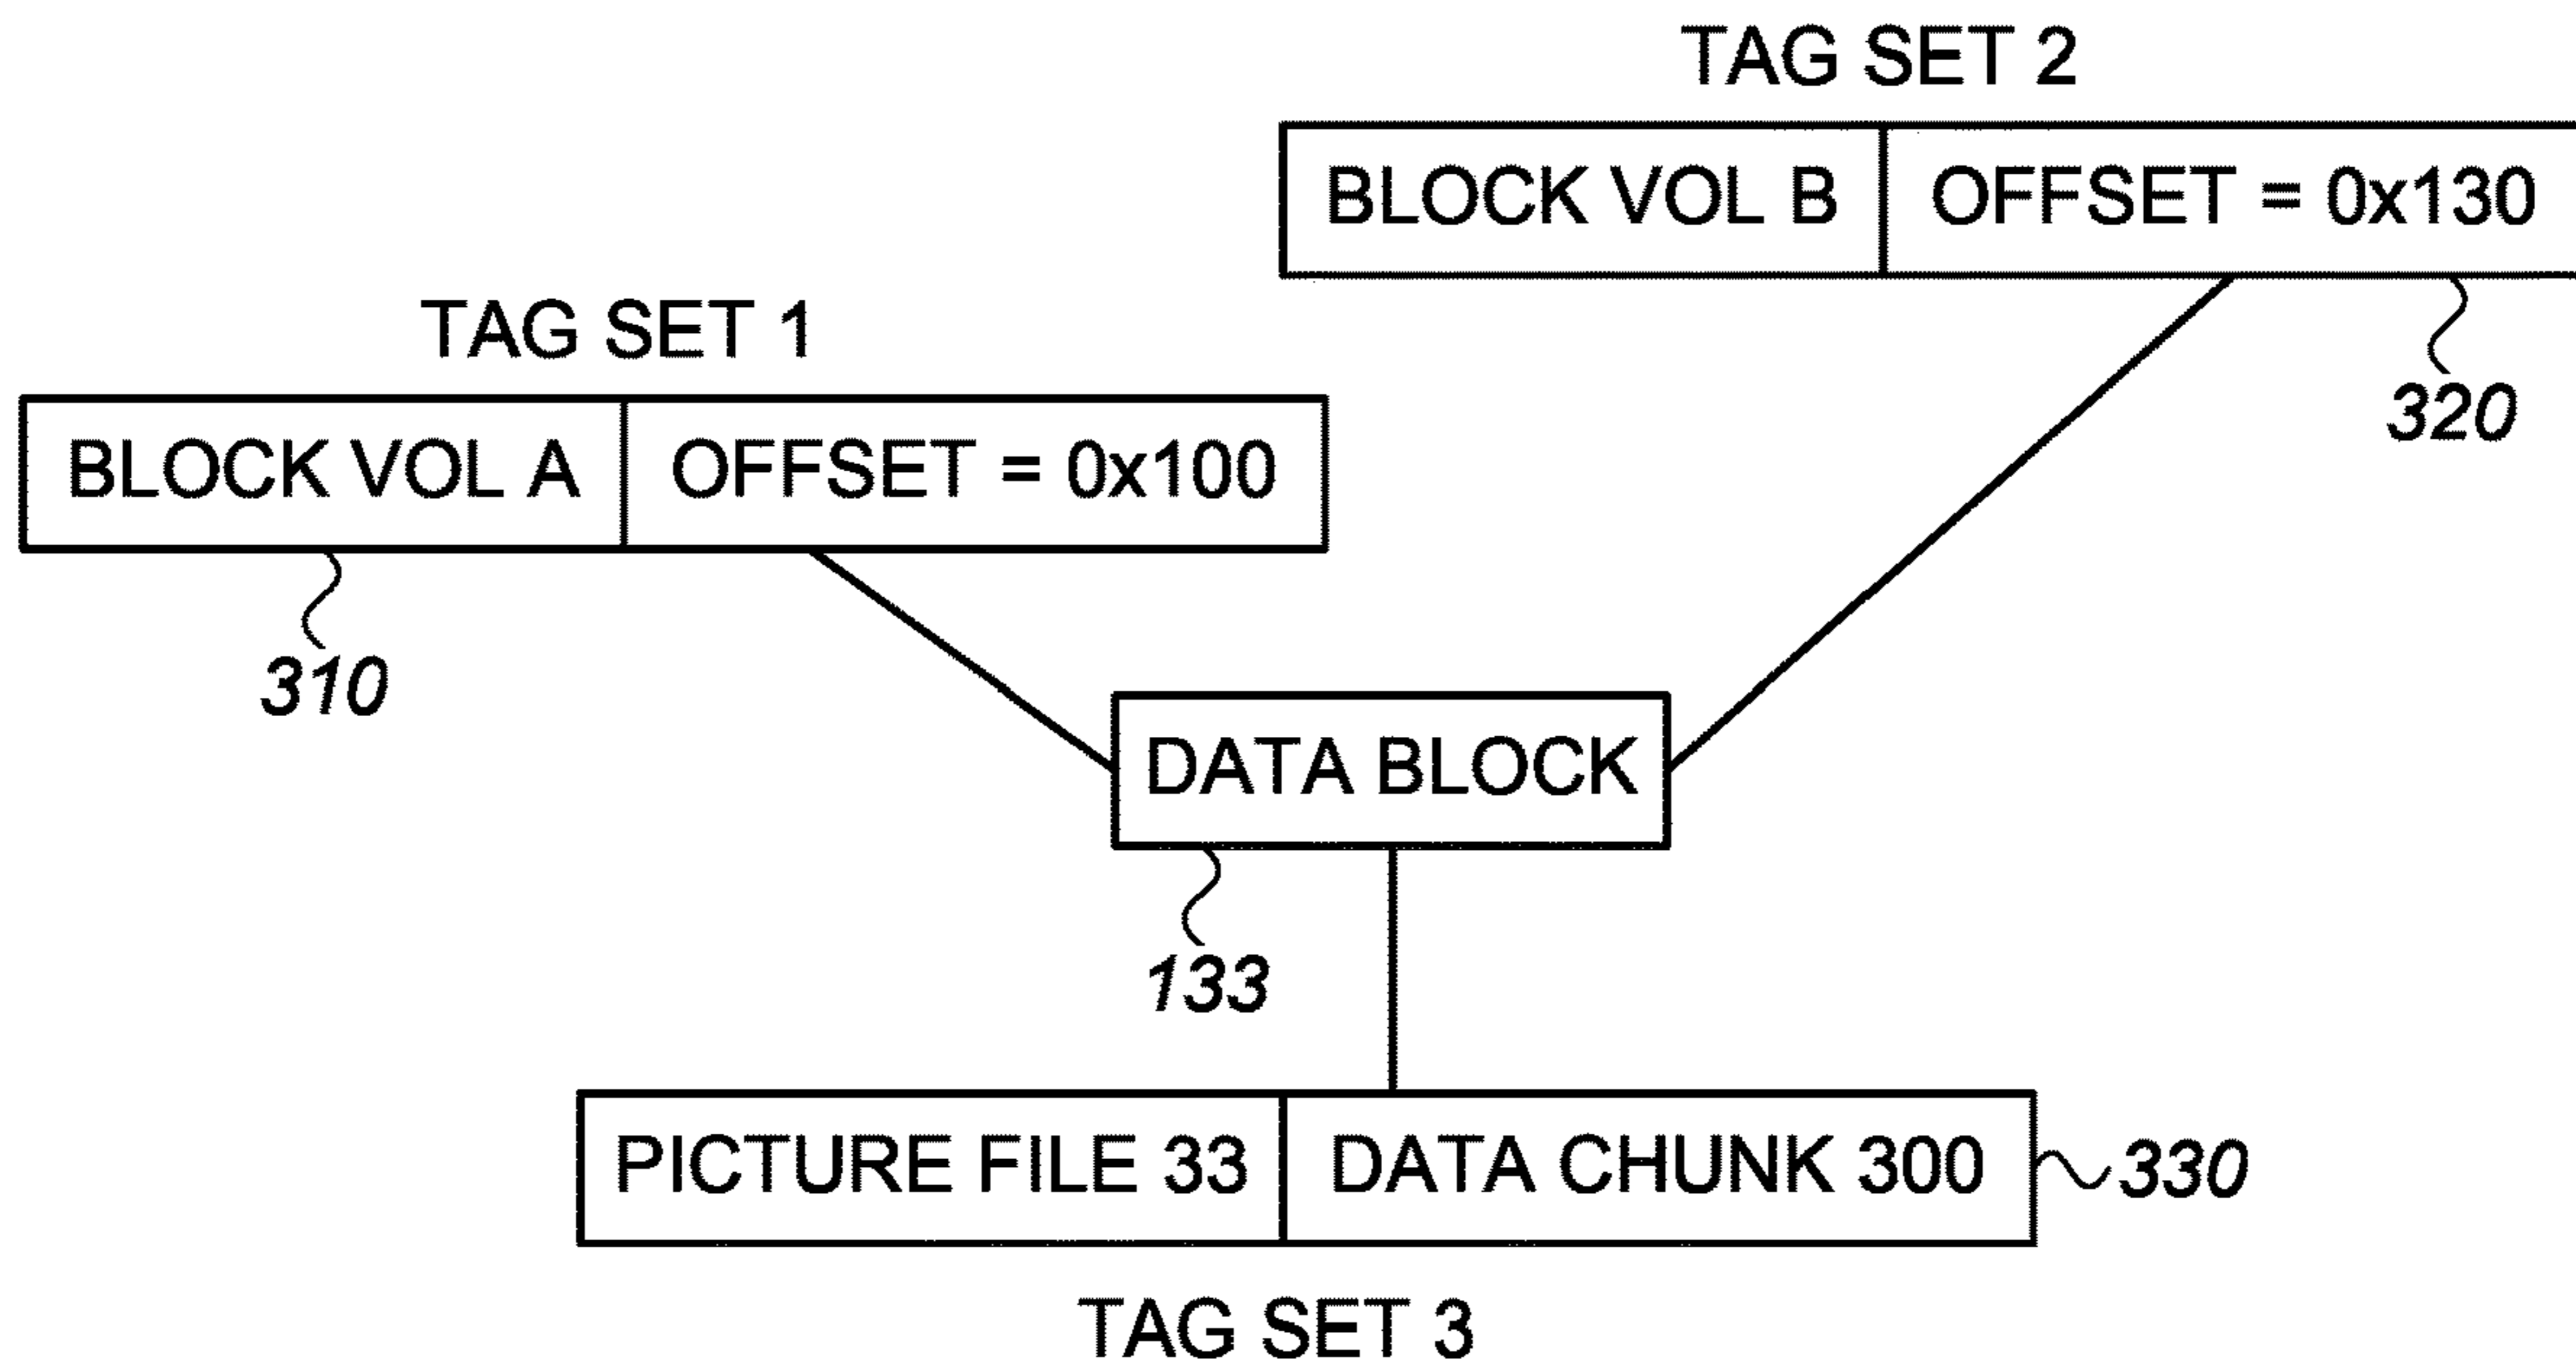 TAG SET 2
BLOCK VOL B OFFSET = 0x130
320
TAG SET 1
BLOCK VOL A OFFSET = 0x100
310
DATA BLOCK
133
PICTURE FILE 33 DATA CHUNK 300 330
TAG SET 3